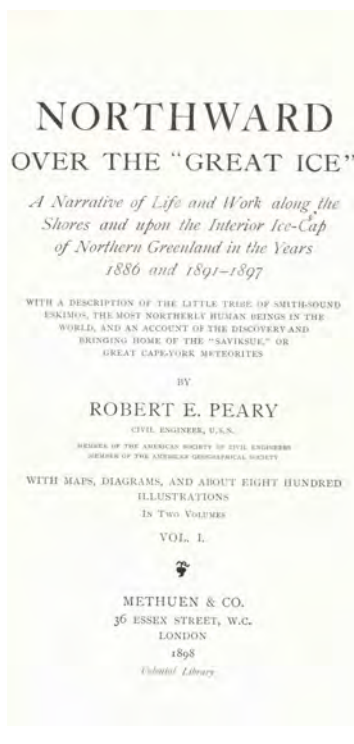 NORTHWARD
OVER THE "GREAT ICE"
A Narrative of Life and Work along the
Shores and upon the Interior Ice-Cap
of Northern Greenland in the Years
1886 and 1891–1897
WITH A DESCRIPTION OF THE LITTLE TRIBE OF SMITH-SOUND
ESKIMOS, THE MOST NORTHERLY HUMAN BEINGS IN THE
WORLD, AND AN ACCOUNT OF THE DISCOVERY AND
BRINGING HOME OF THE "SAVIKSUE," OR
GREAT CAPE-YORK METEORITES
BY
ROBERT E. PEARY
CIVIL ENGINEER, U.S.N.
MEMBER OF THE AMERICAN SOCIETY OF CIVIL ENGINEERS
MEMBER OF THE AMERICAN GEOGRAPHICAL SOCIETY
WITH MAPS, DIAGRAMS, AND ABOUT EIGHT HUNDRED
ILLUSTRATIONS
IN TWO VOLUMES
VOL. I.
METHUEN & CO.
36 ESSEX STREET, W.C.
LONDON
1898
Colonial Library